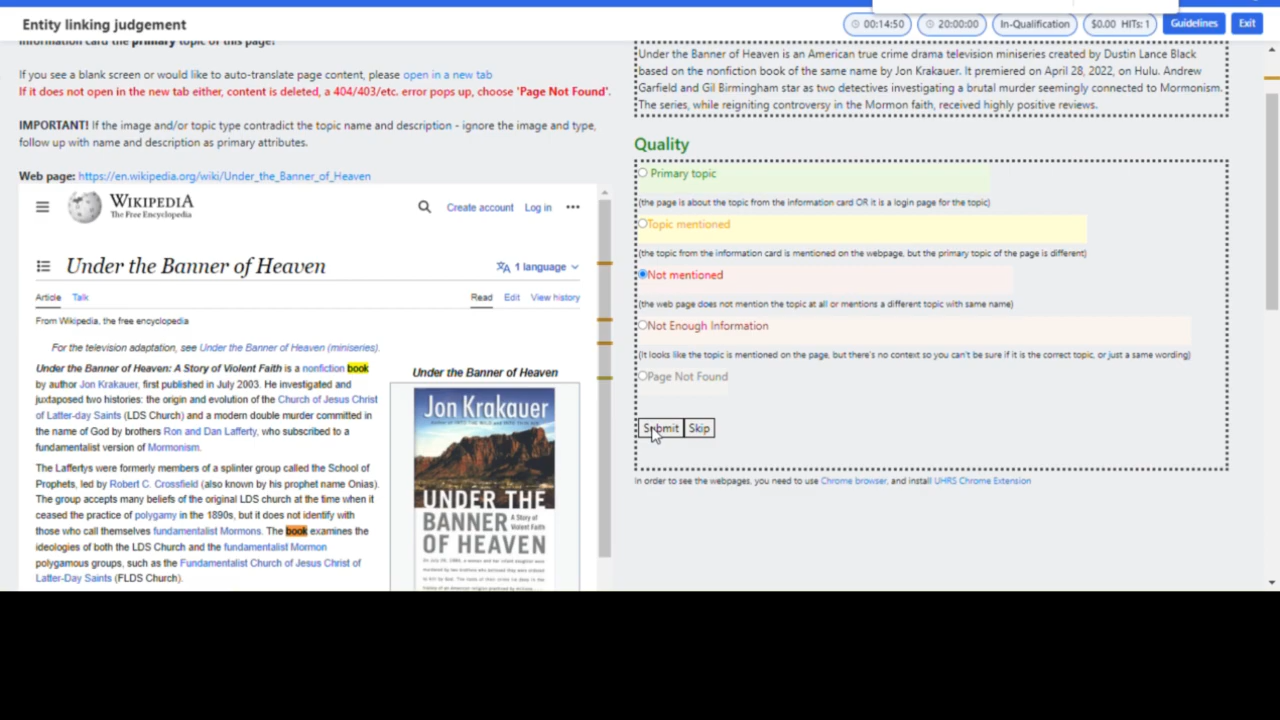 Entity linking judgement
00:14:50
20:00:00
In-Qualification
$0.00 HITs: 1
Guidelines
Exit
information card the primary topic of this page?
If you see a blank screen or would like to auto-translate page content, please open in a new tab
If it does not open in the new tab either, content is deleted, a 404/403/etc. error pops up, choose 'Page Not Found'.
IMPORTANT! If the image and/or topic type contradict the topic name and description - ignore the image and type,
follow up with name and description as primary attributes.
Web page: https://en.wikipedia.org/wiki/Under_the_Banner_of_Heaven
WIKIPEDIA
The Free Encyclopedia
Create account
Log in
Under the Banner of Heaven
1 language
Article
Talk
Read
Edit
View history
From Wikipedia, the free encyclopedia
For the television adaptation, see Under the Banner of Heaven (miniseries).
Under the Banner of Heaven: A Story of Violent Faith is a nonfiction book
by author Jon Krakauer, first published in July 2003. He investigated and
juxtaposed two histories: the origin and evolution of the Church of Jesus Christ
of Latter-day Saints (LDS Church) and a modern double murder committed in
the name of God by brothers Ron and Dan Lafferty, who subscribed to a
fundamentalist version of Mormonism.
The Laffertys were formerly members of a splinter group called the School of
Prophets, led by Robert C. Crossfield (also known by his prophet name Onias).
The group accepts many beliefs of the original LDS church at the time when it
ceased the practice of polygamy in the 1890s, but it does not identify with
those who call themselves fundamentalist Mormons. The book examines the
ideologies of both the LDS Church and the fundamentalist Mormon
polygamous groups, such as the Fundamentalist Church of Jesus Christ of
Latter-Day Saints (FLDS Church).
Under the Banner of Heaven
Jon Krakauer
UNDER THE
BANNER
A Story of
Violent Faith
OF HEAVEN
Under the Banner of Heaven is an American true crime drama television miniseries created by Dustin Lance Black
based on the nonfiction book of the same name by Jon Krakauer. It premiered on April 28, 2022, on Hulu. Andrew
Garfield and Gil Birmingham star as two detectives investigating a brutal murder seemingly connected to Mormonism.
The series, while reigniting controversy in the Mormon faith, received highly positive reviews.
Quality
Primary topic
(the page is about the topic from the information card OR it is a login page for the topic)
Topic mentioned
(the topic from the information card is mentioned on the webpage, but the primary topic of the page is different)
Not mentioned
(the web page does not mention the topic at all or mentions a different topic with same name)
Not Enough Information
(It looks like the topic is mentioned on the page, but there's no context so you can't be sure if it is the correct topic, or just a same wording)
Page Not Found
Submit
Skip
In order to see the webpages, you need to use Chrome browser, and install UHRS Chrome Extension